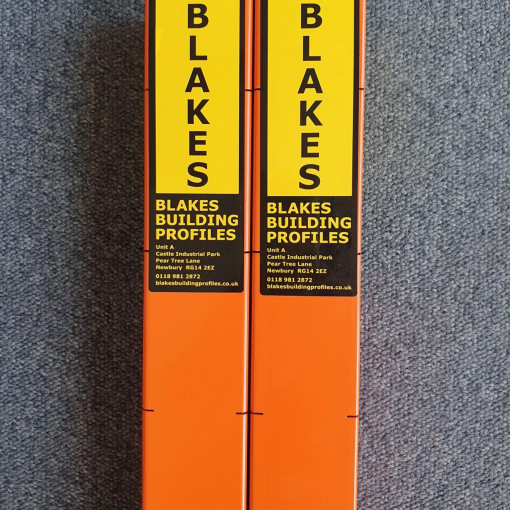 BLAKES
BLAKES BUILDING PROFILES
Unit A
Castle Industrial Park
Pear Tree Lane
Newbury RG14 2EZ
0118 981 2872
blakesbuildingprofiles.co.uk
BLAKES
BLAKES BUILDING PROFILES
Unit A
Castle Industrial Park
Pear Tree Lane
Newbury RG14 2EZ
0118 981 2872
blakesbuildingprofiles.co.uk